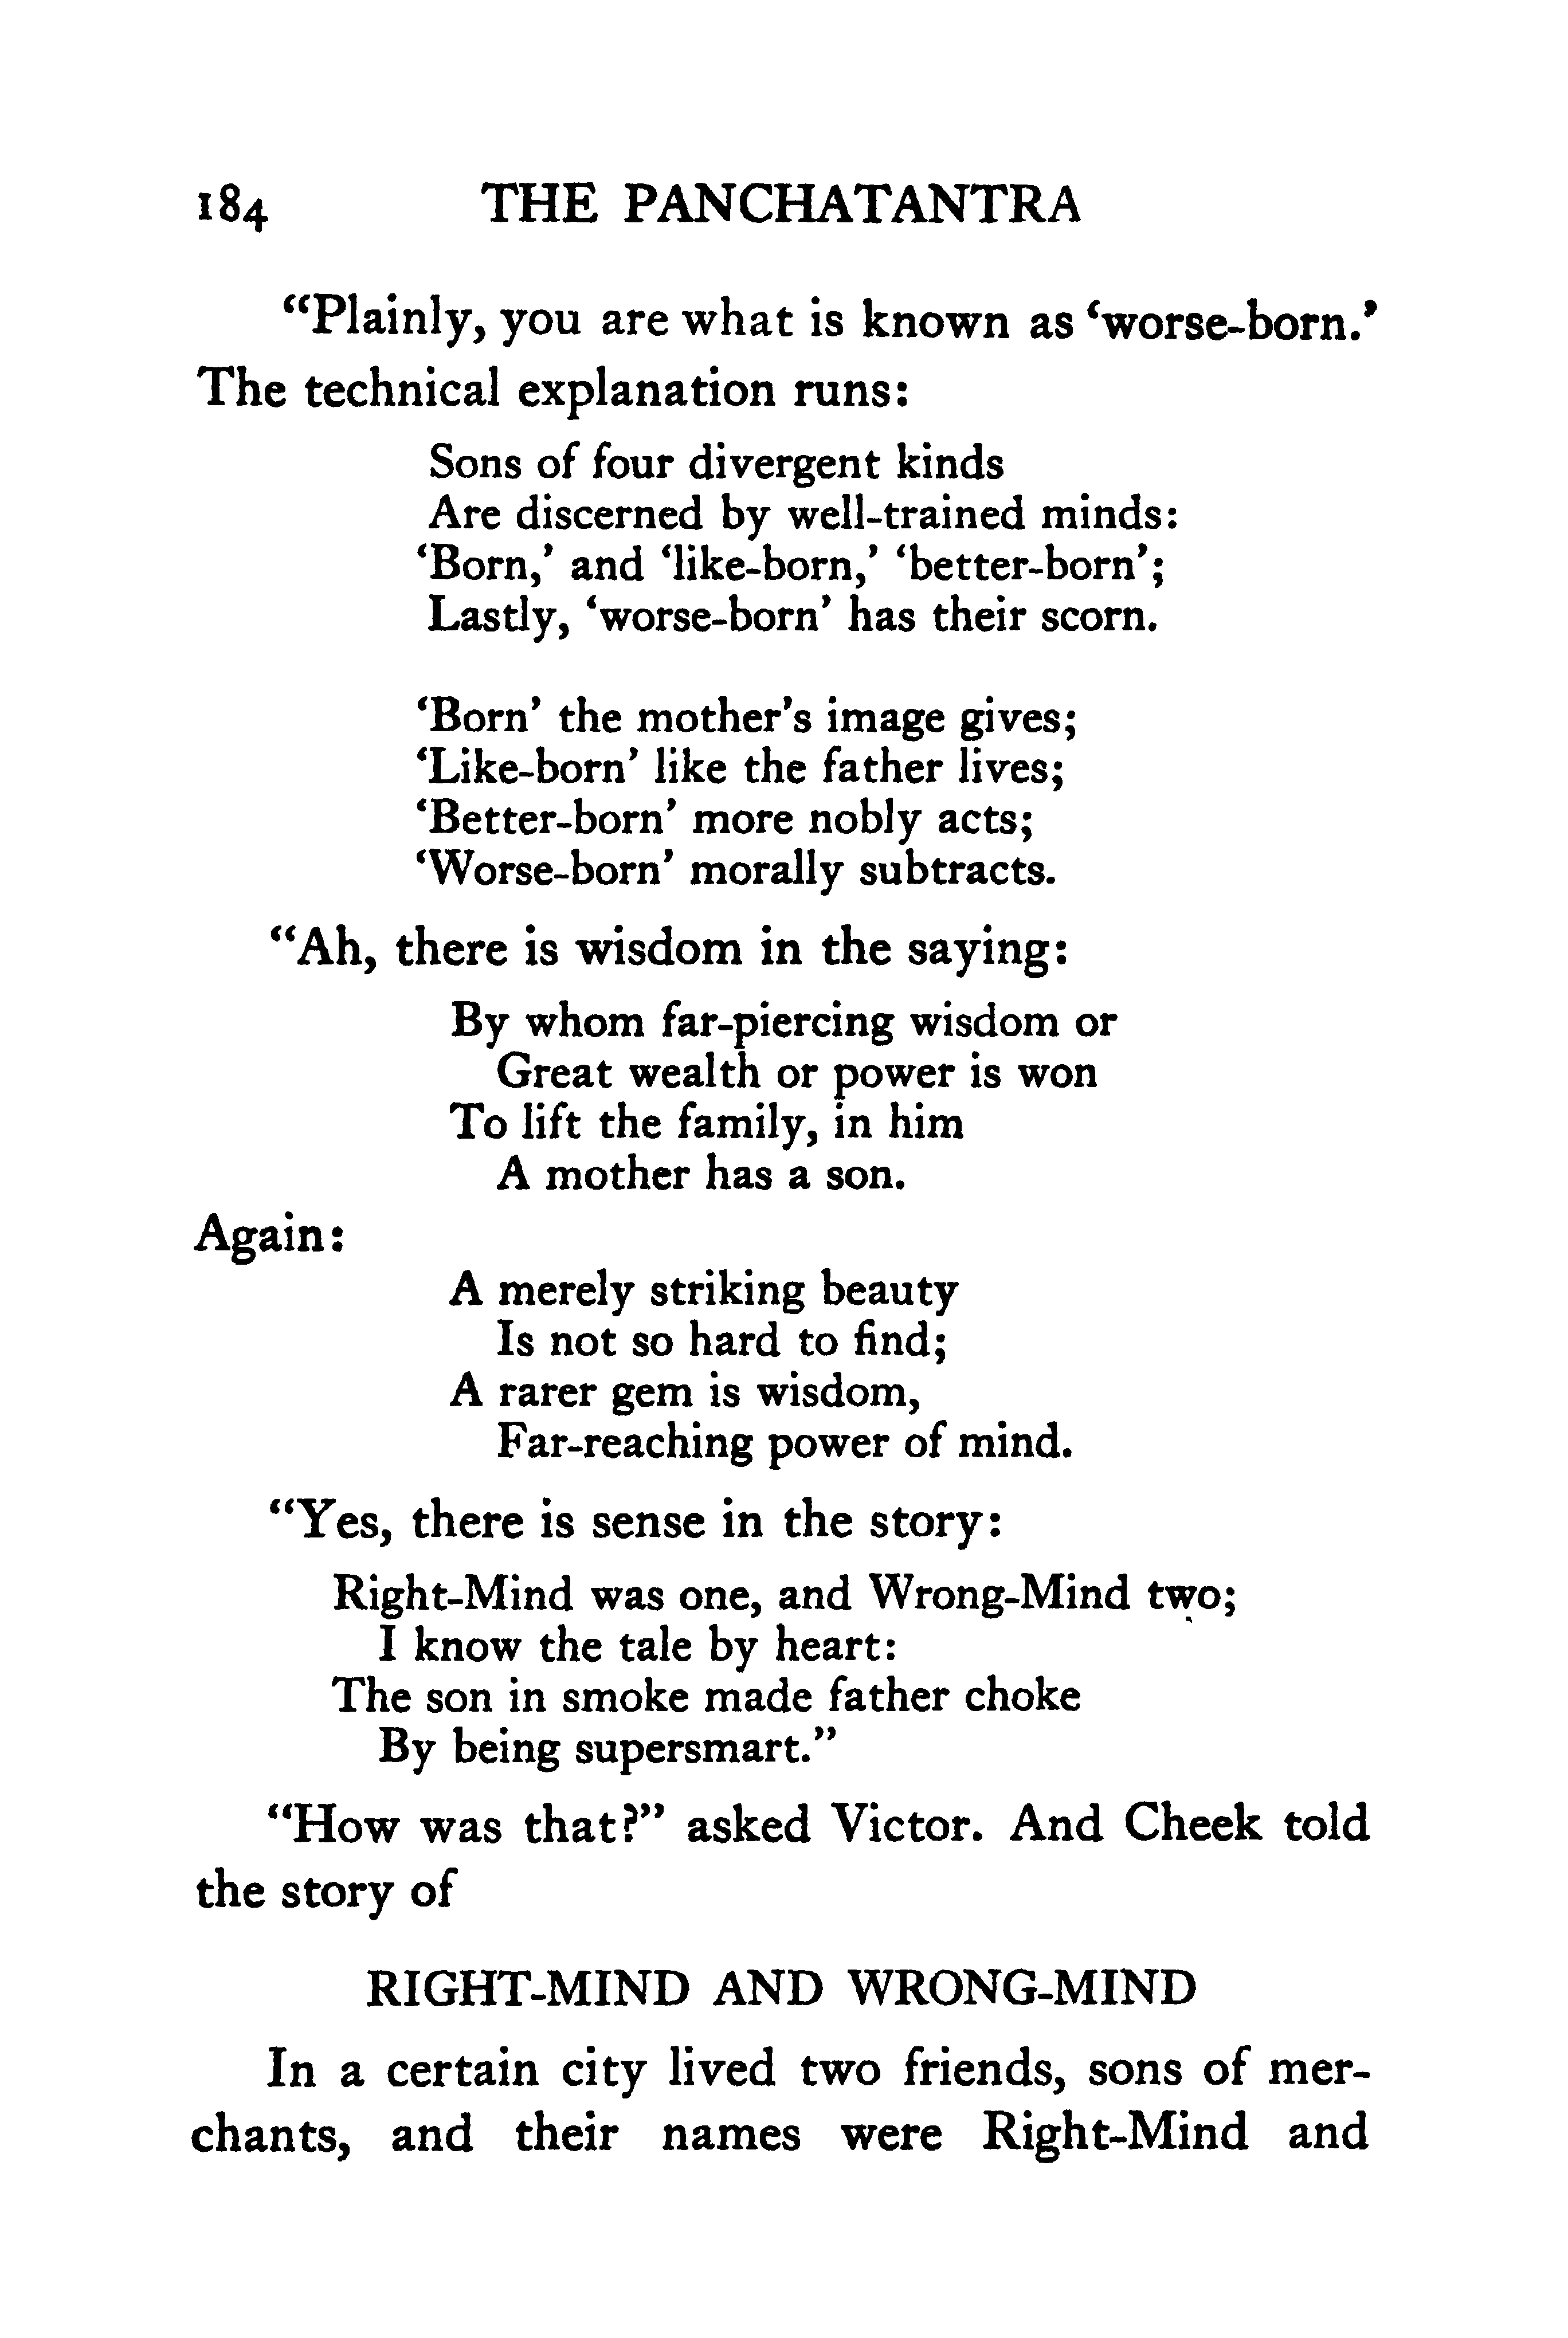 184 THE PANCHATANTRA
“Plainly, you are what is known as ‘worse-born.’
The technical explanation runs:
Sons of four divergent kinds
Are discerned by well-trained minds:
‘Born,’ and ‘like-born,’ ‘better-born’;
Lastly, ‘worse-born’ has their scorn.
‘Born’ the mother’s image gives;
‘Like-born’ like the father lives;
‘Better-born’ more nobly acts;
‘Worse-born’ morally subtracts.
“Ah, there is wisdom in the saying:
By whom far-piercing wisdom or
Great wealth or power is won
To lift the family, in him
A mother has a son.
Again:
A merely striking beauty
Is not so hard to find;
A rarer gem is wisdom,
Far-reaching power of mind.
“Yes, there is sense in the story:
Right-Mind was one, and Wrong-Mind two;
I know the tale by heart:
The son in smoke made father choke
By being supersmart.”
“How was that?” asked Victor. And Cheek told
the story of
RIGHT-MIND AND WRONG-MIND
In a certain city lived two friends, sons of mer-
chants, and their names were Right-Mind and